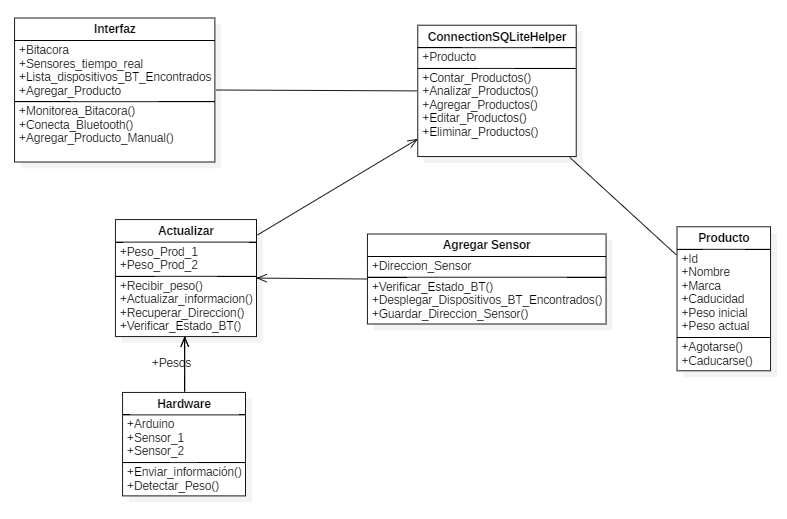 Interfaz
+Bitacora
+Sensores_tiempo_real
+Lista_dispositivos_BT_Encontrados
+Agregar_Producto
+Monitorea_Bitacora()
+Conecta_Bluetooth()
+Agregar_Producto_Manual()
ConnectionSQLiteHelper
+Producto
+Contar_Productos()
+Analizar_Productos()
+Agregar_Productos()
+Editar_Productos()
+Eliminar_Productos()
Actualizar
+Peso_Prod_1
+Peso_Prod_2
+Recibir_peso()
+Actualizar_informacion()
+Recuperar_Direccion()
+Verificar_Estado_BT()
Agregar Sensor
+Direccion_Sensor
+Verificar_Estado_BT()
+Desplegar_Dispositivos_BT_Encontrados()
+Guardar_Direccion_Sensor()
Producto
+Id
+Nombre
+Marca
+Caducidad
+Peso inicial
+Peso actual
+Agotarse()
+Caducarse()
+Pesos
Hardware
+Arduino
+Sensor_1
+Sensor_2
+Enviar_información()
+Detectar_Peso()